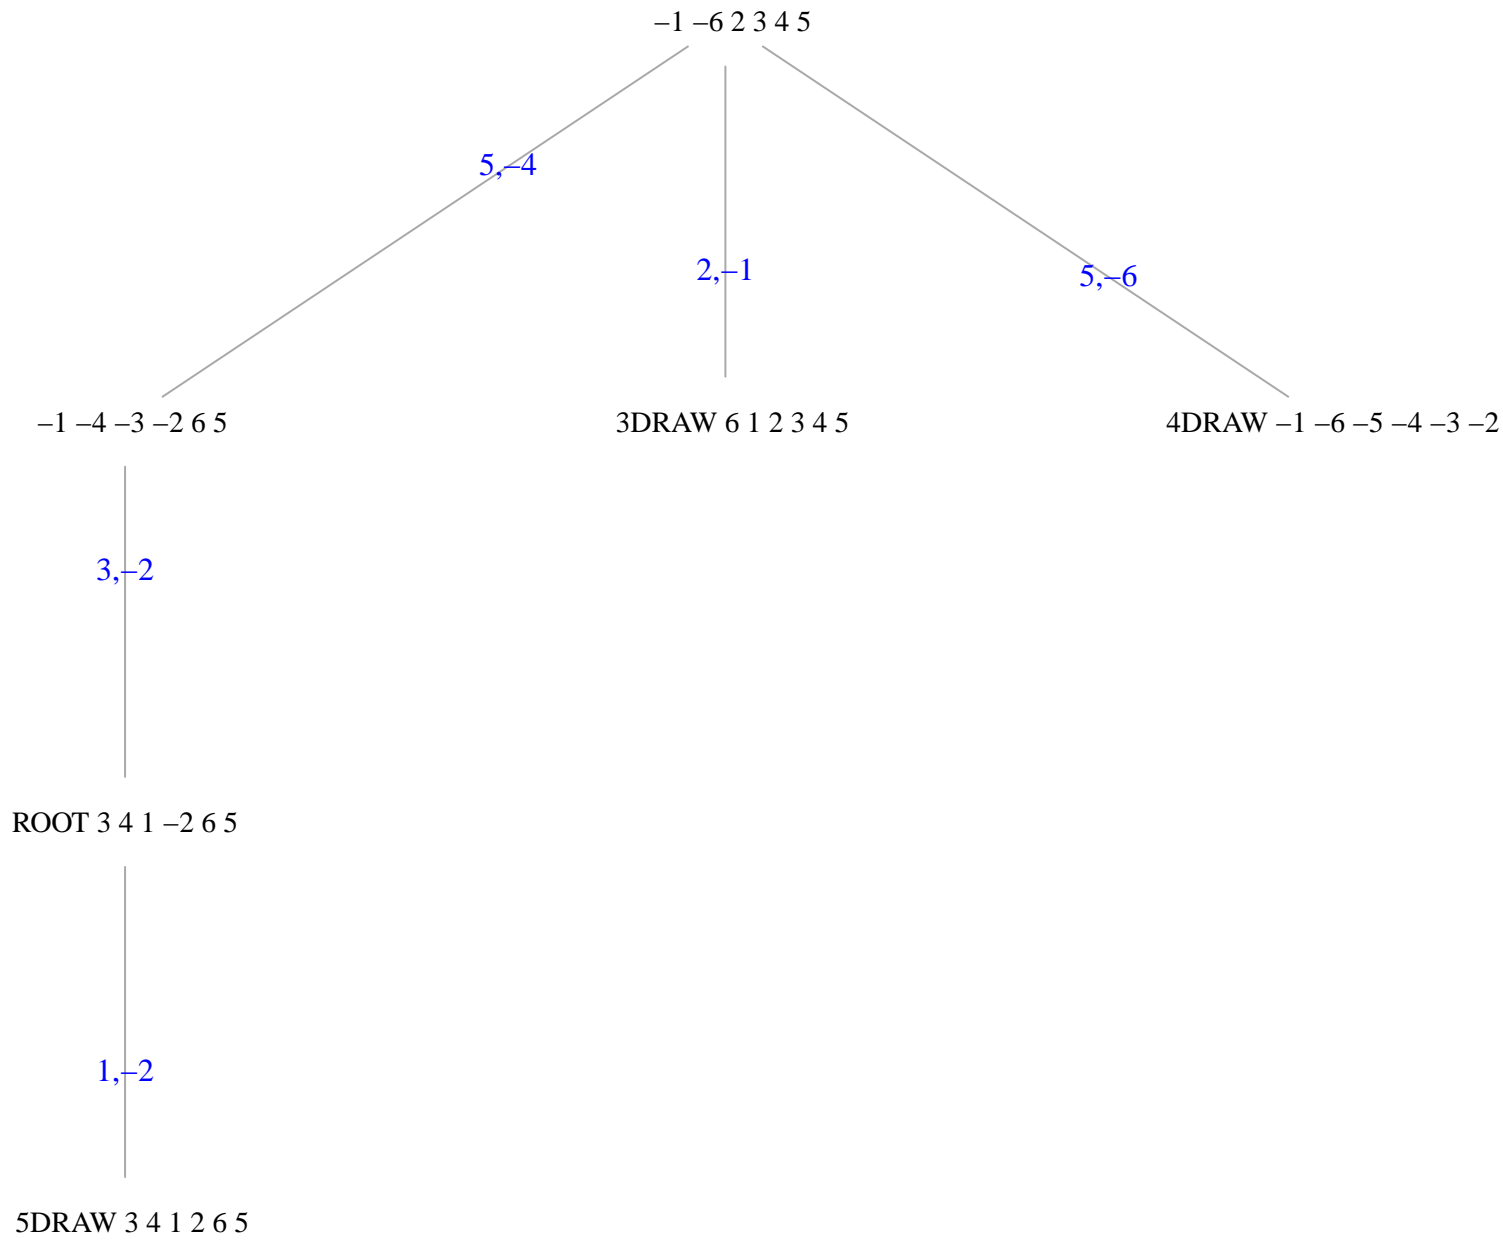 –1 –6 2 3 4 5
5,–4
2,–1
5,–6
–1 –4 –3 –2 6 5
3DRAW 6 1 2 3 4 5
4DRAW –1 –6 –5 –4 –3 –2
3,–2
ROOT 3 4 1 –2 6 5
1,–2
5DRAW 3 4 1 2 6 5